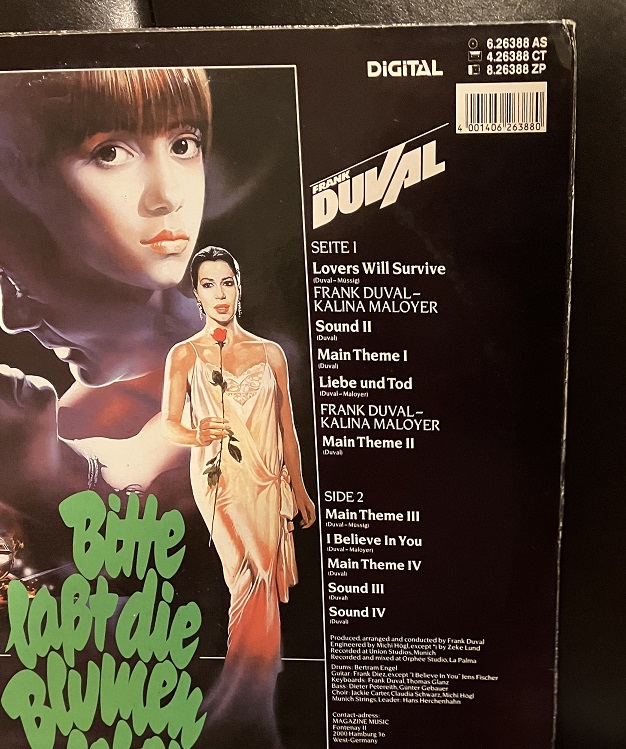 DiGiTAL
6.26388 AS
4.26388 CT
8.26388 ZP
4 001406 263880
FRANK
DUVAL
SEITE I
Lovers Will Survive
(Duval–Müssig)
FRANK DUVAL–
KALINA MALOYER
Sound II
(Duval)
Main Theme I
(Duval)
Liebe und Tod
(Duval–Maloyer)
FRANK DUVAL–
KALINA MALOYER
Main Theme II
(Duval)
SIDE 2
Main Theme III
(Duval–Müssig)
I Believe In You
(Duval–Maloyer)
Main Theme IV
(Duval)
Sound III
(Duval)
Sound IV
(Duval)
Produced, arranged and conducted by Frank Duval
Engineered by Michi Högl, except *) by Zeke Lund
Recorded at Union Studios, Munich
Recorded and mixed at Orphée Studio, La Palma
Drums: Bertram Engel
Guitar: Frank Diez, except "I Believe In You" Jens Fischer
Keyboards: Frank Duval, Thomas Glanz
Bass: Dieter Petereith, Günter Gebauer
Choir: Jackie Carter, Claudia Schwarz, Michi Högl
Munich Strings, Leader: Hans Herchenhahn
Contact-adress:
MAGAZINE MUSIC
Fontenay II
2000 Hamburg 36
West-Germany
Bitte
laßt die
Blumen